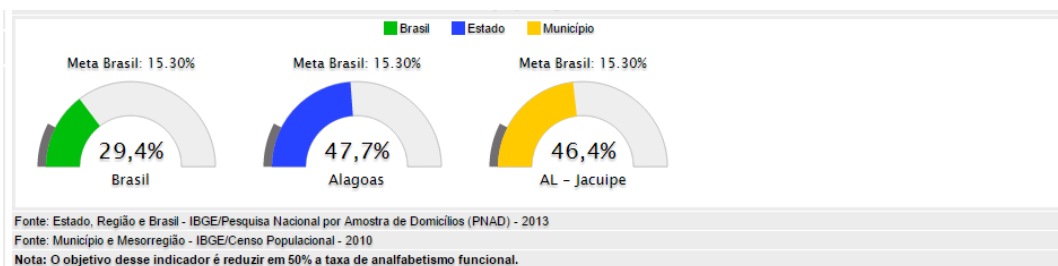 Brasil Estado Município
Meta Brasil: 15.30% Meta Brasil: 15.30% Meta Brasil: 15.30%
29,4% 47,7% 46,4%
Brasil Alagoas AL - Jacuipe
Fonte: Estado, Região e Brasil - IBGE/Pesquisa Nacional por Amostra de Domicílios (PNAD) - 2013
Fonte: Município e Mesorregião - IBGE/Censo Populacional - 2010
Nota: O objetivo desse indicador é reduzir em 50% a taxa de analfabetismo funcional.